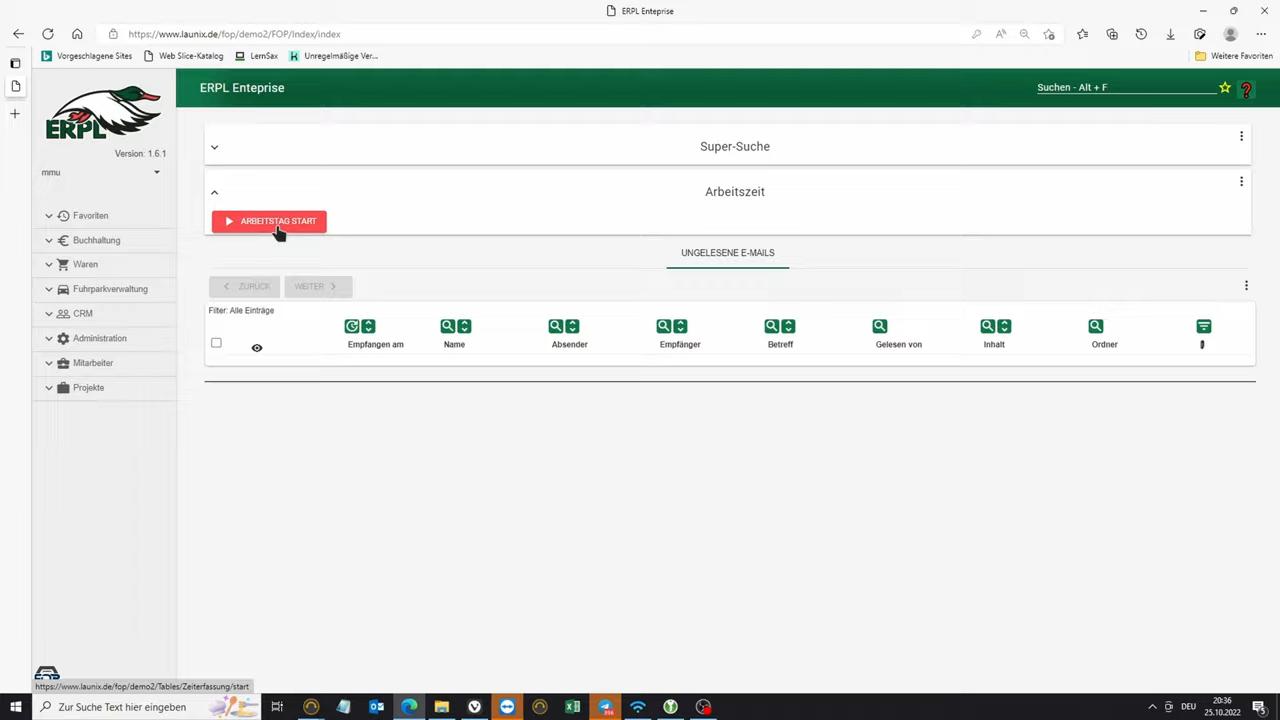 ERPL Enteprise
https://www.launix.de/fop/demo2/FOP/Index/index
Vorgeschlagene Sites
Web Slice-Katalog
LernSax
Unregelmäßige Ver...
Weitere Favoriten
ERPL
ERPL Enteprise
Suchen - Alt + F
Version: 1.6.1
mmu
Super-Suche
Arbeitszeit
ARBEITSTAG START
Favoriten
Buchhaltung
Waren
Fuhrparkverwaltung
CRM
Administration
Mitarbeiter
Projekte
UNGELESENE E-MAILS
ZURÜCK
WEITER
Filter: Alle Einträge
Empfangen am
Name
Absender
Empfänger
Betreff
Gelesen von
Inhalt
Ordner
https://www.launix.de/fop/demo2/Tables/Zeiterfassung/start
Zur Suche Text hier eingeben
DEU
20:36
25.10.2022